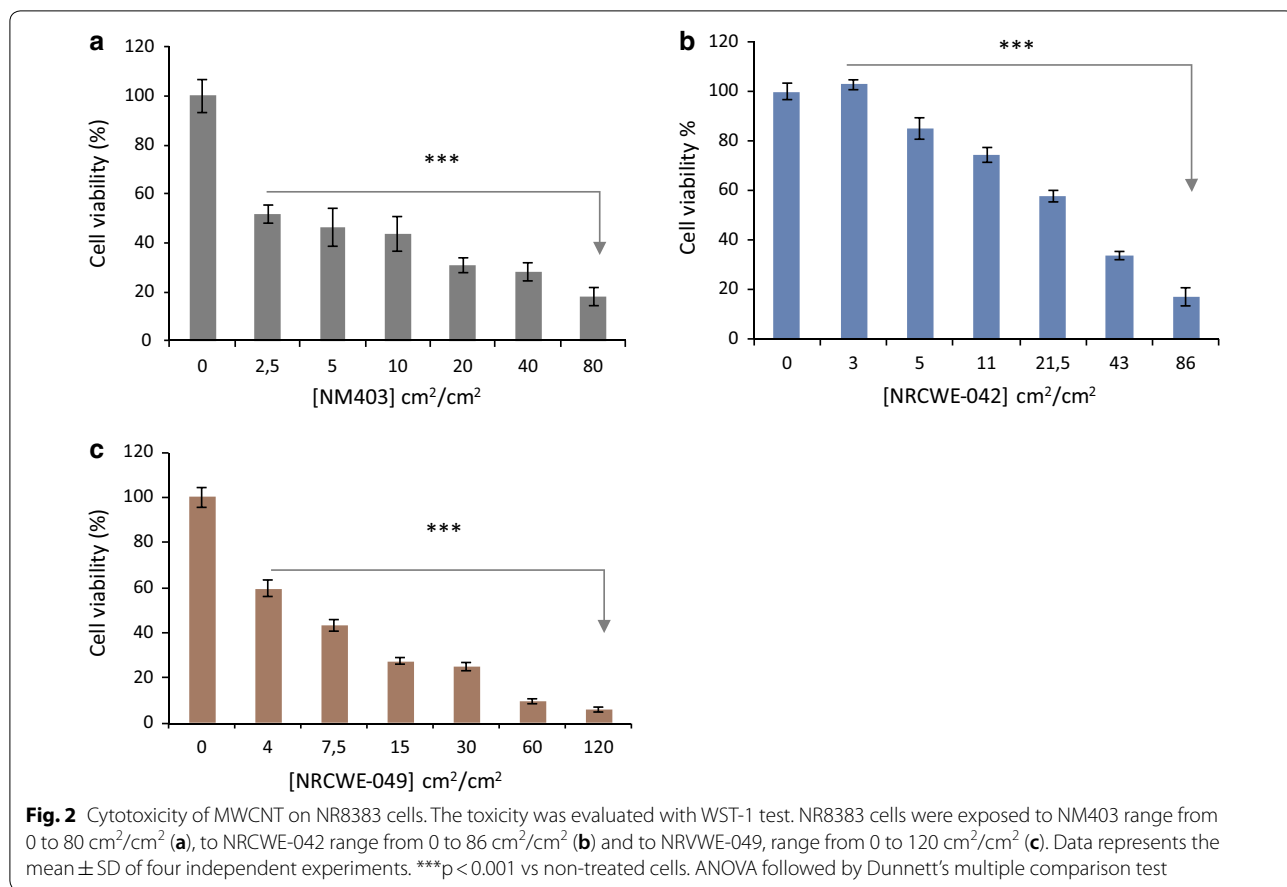 a
120
100
80
60
40
20
0
Cell viability (%)
***
0 2,5 5 10 20 40 80
[NM403] cm²/cm²
b
120
100
80
60
40
20
0
Cell viability %
***
0 3 5 11 21,5 43 86
[NRCWE-042] cm²/cm²
c
120
100
80
60
40
20
0
Cell viability (%)
***
0 4 7,5 15 30 60 120
[NRCWE-049] cm²/cm²
Fig. 2 Cytotoxicity of MWCNT on NR8383 cells. The toxicity was evaluated with WST-1 test. NR8383 cells were exposed to NM403 range from
0 to 80 cm²/cm² (a), to NRCWE-042 range from 0 to 86 cm²/cm² (b) and to NRVWE-049, range from 0 to 120 cm²/cm² (c). Data represents the
mean ± SD of four independent experiments. ***p < 0.001 vs non-treated cells. ANOVA followed by Dunnett's multiple comparison test